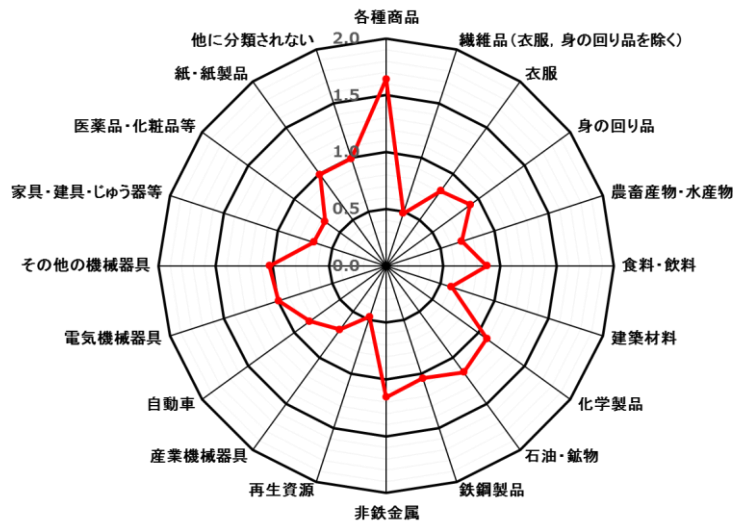 各種商品
繊維品(衣服, 身の回り品を除く)
衣服
身の回り品
農畜産物・水産物
食料・飲料
建築材料
化学製品
石油・鉱物
鉄鋼製品
非鉄金属
再生資源
産業機械器具
自動車
電気機械器具
その他の機械器具
家具・建具・じゅう器等
医薬品・化粧品等
紙・紙製品
他に分類されない
2.0
1.5
1.0
0.5
0.0